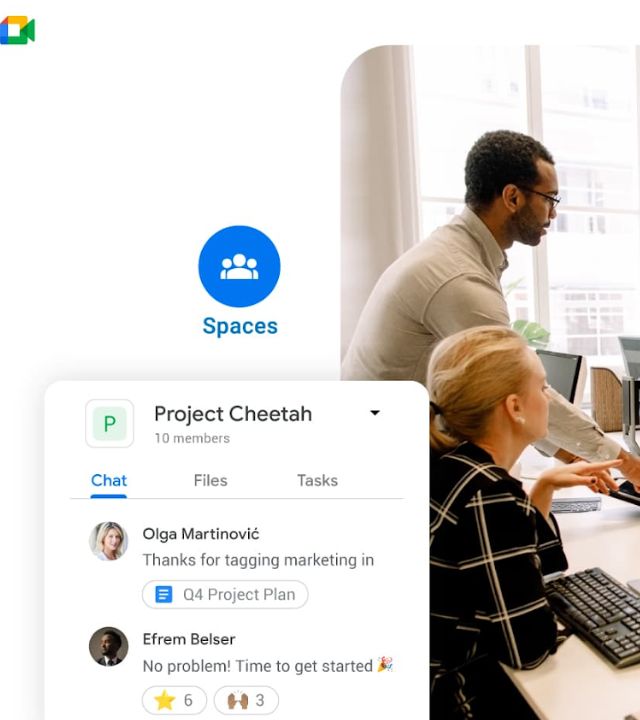 Spaces
P
Project Cheetah
10 members
Chat Files Tasks
Olga Martinović
Thanks for tagging marketing in
Q4 Project Plan
Efrem Belser
No problem! Time to get started 🎉
⭐ 6 🙌🏽 3